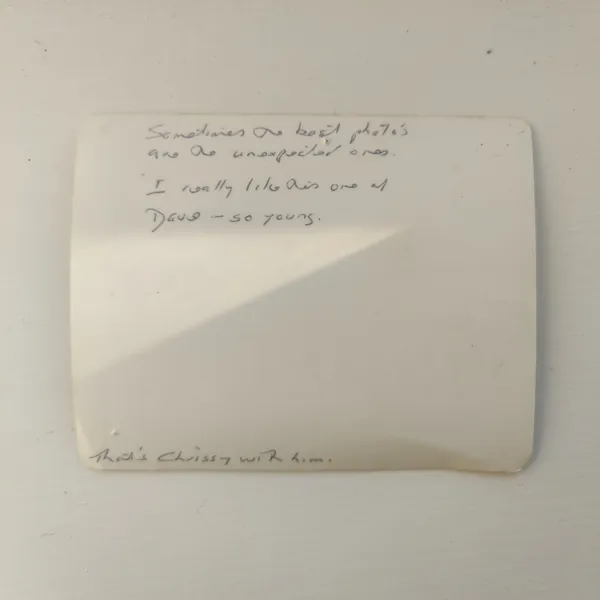 Sometimes the best photo's
are the unexpected ones.
I really like this one of
Dave – so young.
That's Chrissy with him.